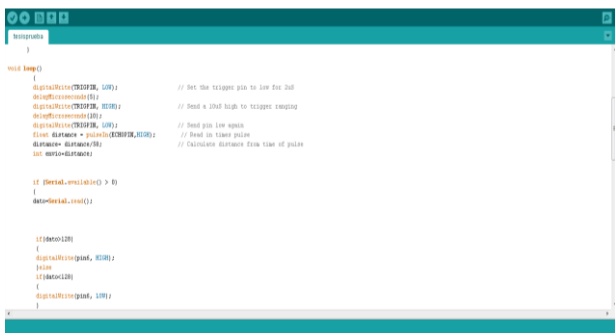 tesisprueba
}
void loop()
{
digitalWrite(TRIGPIN, LOW); // Set the trigger pin to low for 2uS
delayMicroseconds(5);
digitalWrite(TRIGPIN, HIGH); // Send a 10uS high to trigger ranging
delayMicroseconds(10);
digitalWrite(TRIGPIN, LOW); // Send pin low again
float distance = pulseIn(ECHOPIN,HIGH); // Read in times pulse
distance= distance/58; // Calculate distance from time of pulse
int envio=distance;
if (Serial.available() > 0)
{
dato=Serial.read();
if(dato>128)
{
digitalWrite(pin6, HIGH);
}else
if(dato<128)
{
digitalWrite(pin6, LOW);
}